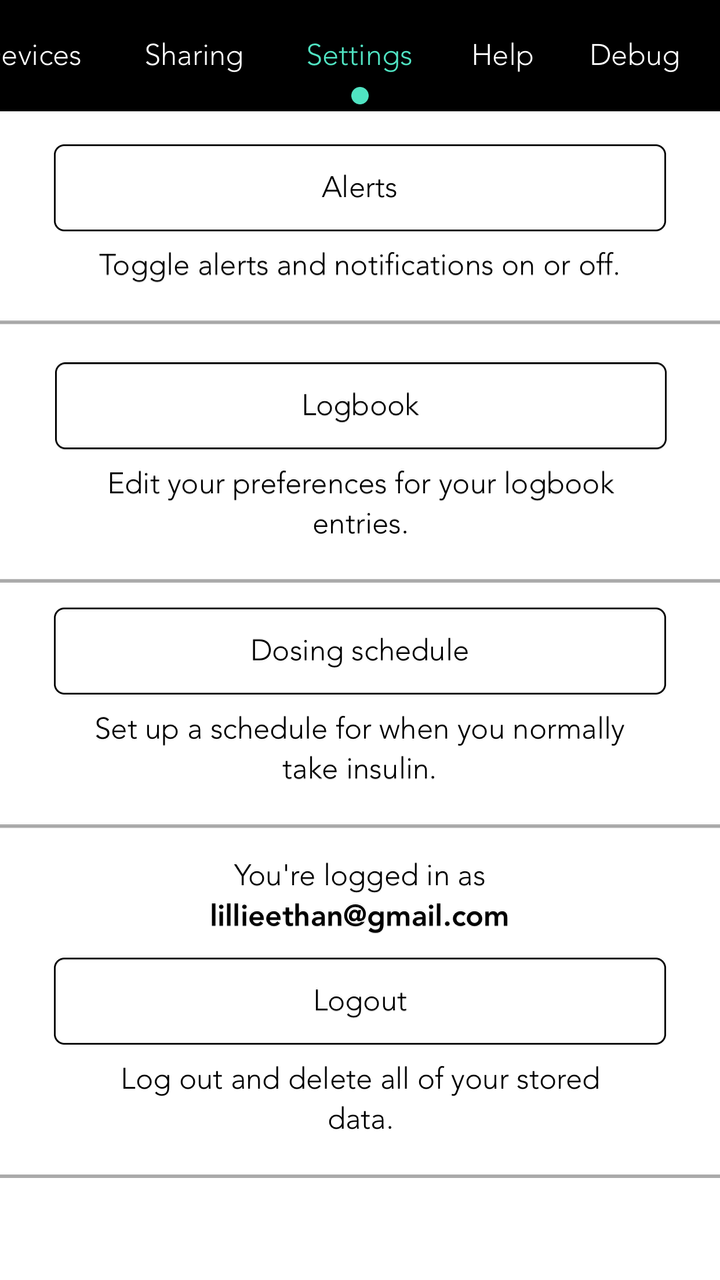 evices Sharing Settings Help Debug
Alerts
Toggle alerts and notifications on or off.
Logbook
Edit your preferences for your logbook
entries.
Dosing schedule
Set up a schedule for when you normally
take insulin.
You're logged in as
lillieethan@gmail.com
Logout
Log out and delete all of your stored
data.